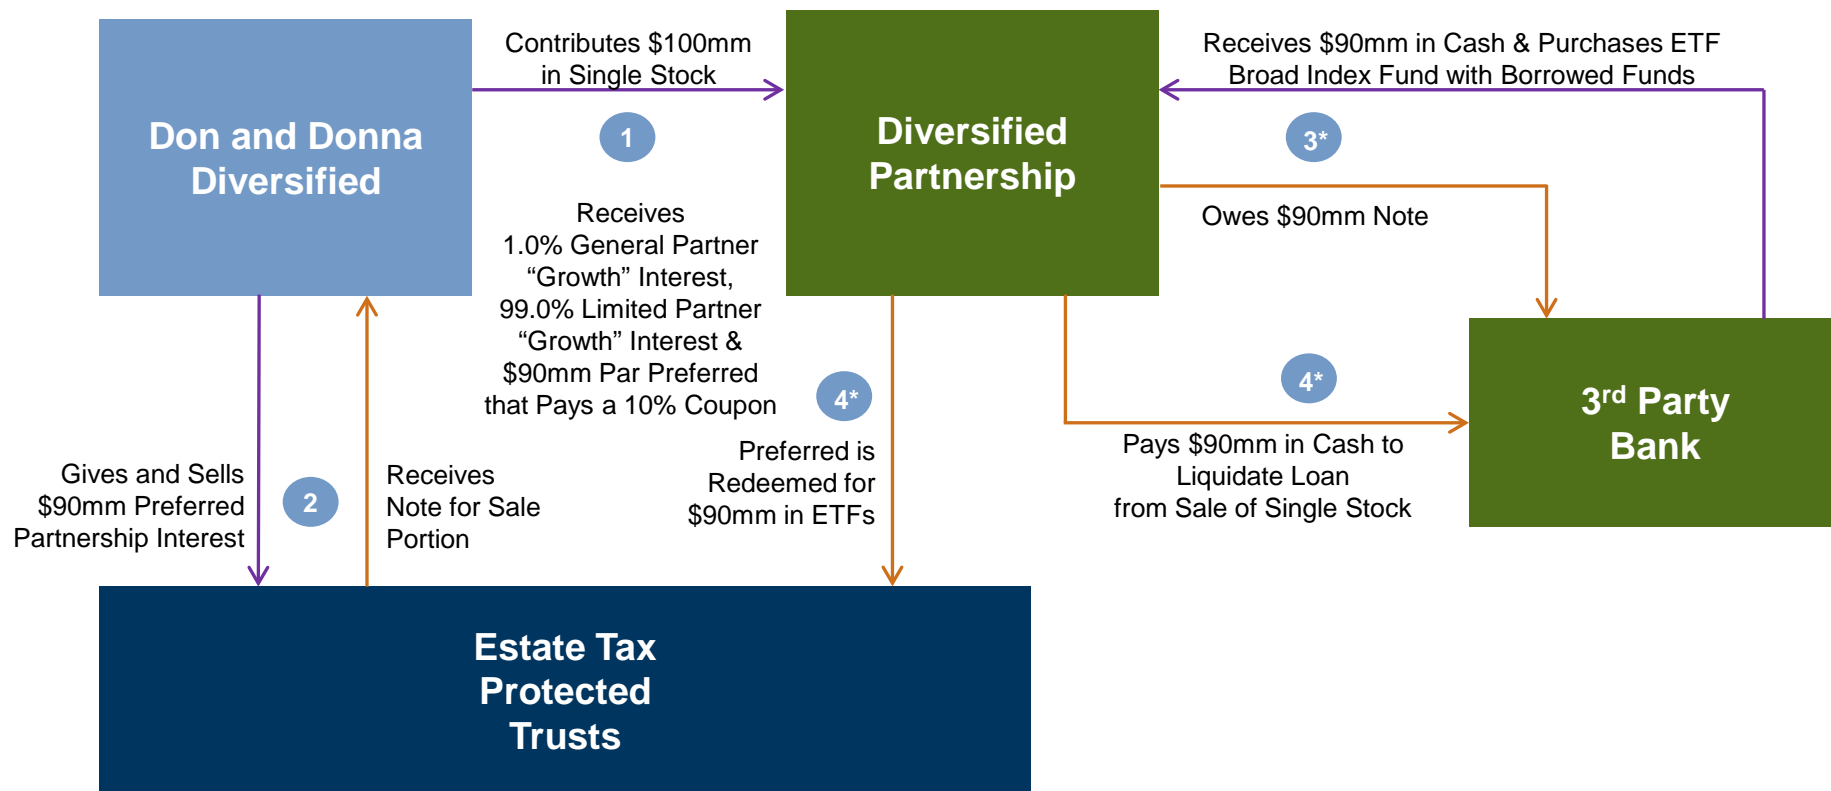 Don and Donna
Diversified
Contributes $100mm
in Single Stock
1
Receives
1.0% General Partner
“Growth” Interest,
99.0% Limited Partner
“Growth” Interest &
$90mm Par Preferred
that Pays a 10% Coupon
Diversified
Partnership
Receives $90mm in Cash & Purchases ETF
Broad Index Fund with Borrowed Funds
3*
Owes $90mm Note
4*
Pays $90mm in Cash to
Liquidate Loan
from Sale of Single Stock
3rd Party
Bank
4*
Preferred is
Redeemed for
$90mm in ETFs
Gives and Sells
$90mm Preferred
Partnership Interest
2
Receives
Note for Sale
Portion
Estate Tax
Protected
Trusts